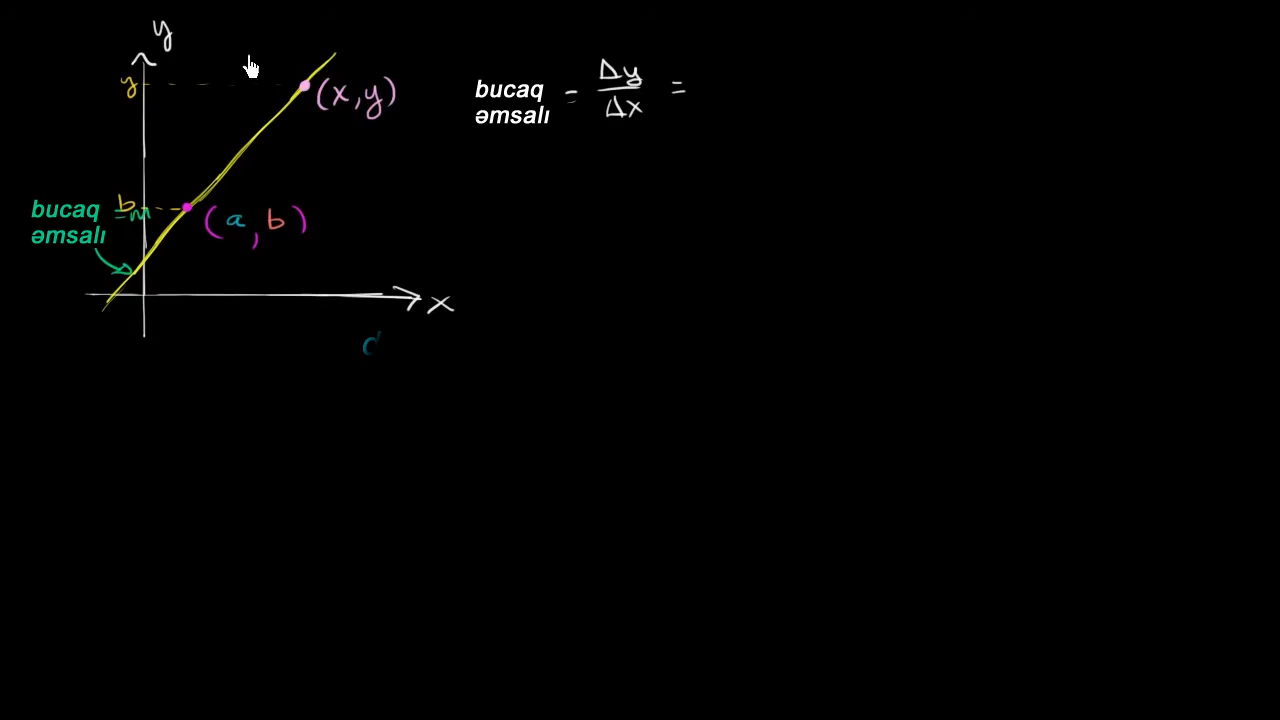 y
y
(x, y)
bucaq əmsalı = Δy/Δx =
b
bucaq əmsalı = m
(a, b)
x